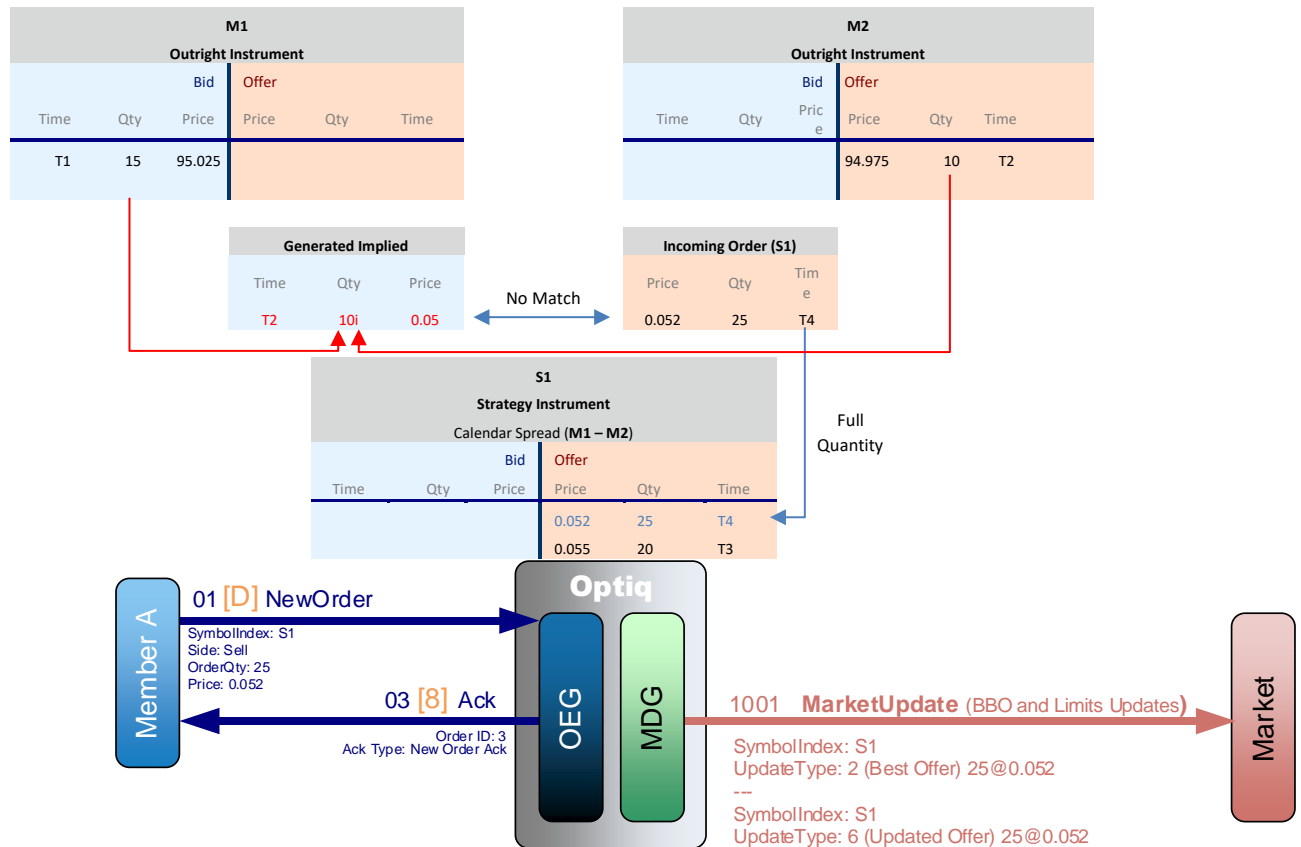 M1
Outright Instrument
Bid Offer
Time Qty Price Price Qty Time
T1 15 95.025
M2
Outright Instrument
Bid Offer
Time Qty Pric
e Price Qty Time
94.975 10 T2
Generated Implied
Time Qty Price
T2 10i 0.05
No Match
Incoming Order (S1)
Price Qty Tim
e
0.052 25 T4
Full
Quantity
S1
Strategy Instrument
Calendar Spread (M1 – M2)
Bid Offer
Time Qty Price Price Qty Time
0.052 25 T4
0.055 20 T3
Optiq
Member A
01 [D] NewOrder
SymbolIndex: S1
Side: Sell
OrderQty: 25
Price: 0.052
03 [8] Ack
Order ID: 3
Ack Type: New Order Ack
OEG
MDG
1001 MarketUpdate (BBO and Limits Updates)
SymbolIndex: S1
UpdateType: 2 (Best Offer) 25@0.052
---
SymbolIndex: S1
UpdateType: 6 (Updated Offer) 25@0.052
Market